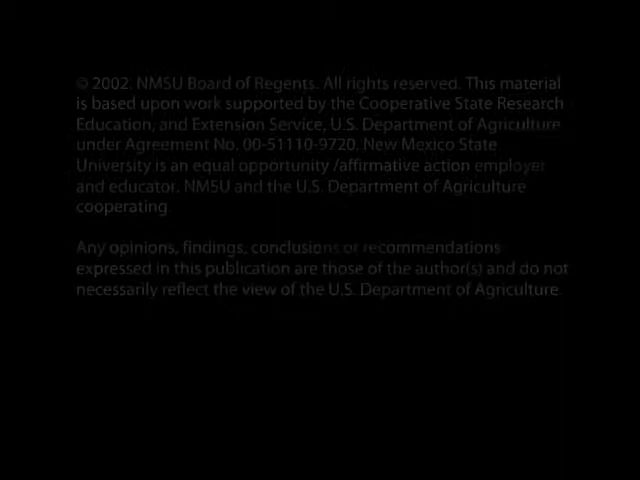 © 2002, NMSU Board of Regents. All rights reserved. This material
is based upon work supported by the Cooperative State Research
Education, and Extension Service, U.S. Department of Agriculture
under Agreement No. 00-51110-9720. New Mexico State
University is an equal opportunity /affirmative action employer
and educator. NMSU and the U.S. Department of Agriculture
cooperating.
Any opinions, findings, conclusions or recommendations
expressed in this publication are those of the author(s) and do not
necessarily reflect the view of the U.S. Department of Agriculture.